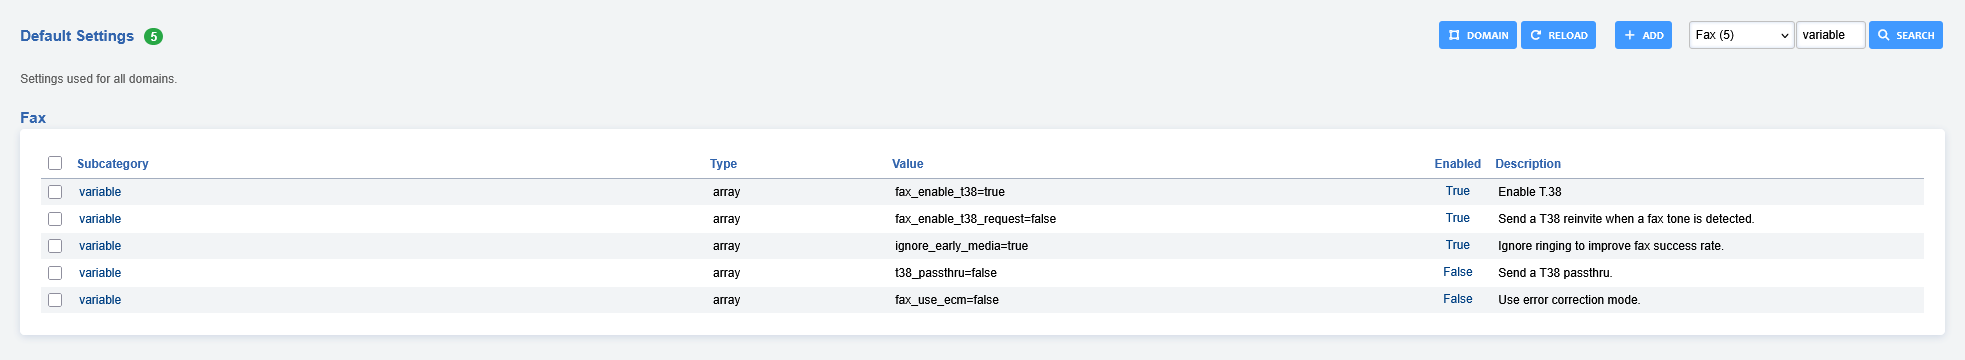 Default Settings 5 DOMAIN RELOAD ADD Fax (5) variable SEARCH
Settings used for all domains.
Fax
Subcategory Type Value Enabled Description
variable array fax_enable_t38=true True Enable T.38
variable array fax_enable_t38_request=false True Send a T38 reinvite when a fax tone is detected.
variable array ignore_early_media=true True Ignore ringing to improve fax success rate.
variable array t38_passthru=false False Send a T38 passthru.
variable array fax_use_ecm=false False Use error correction mode.